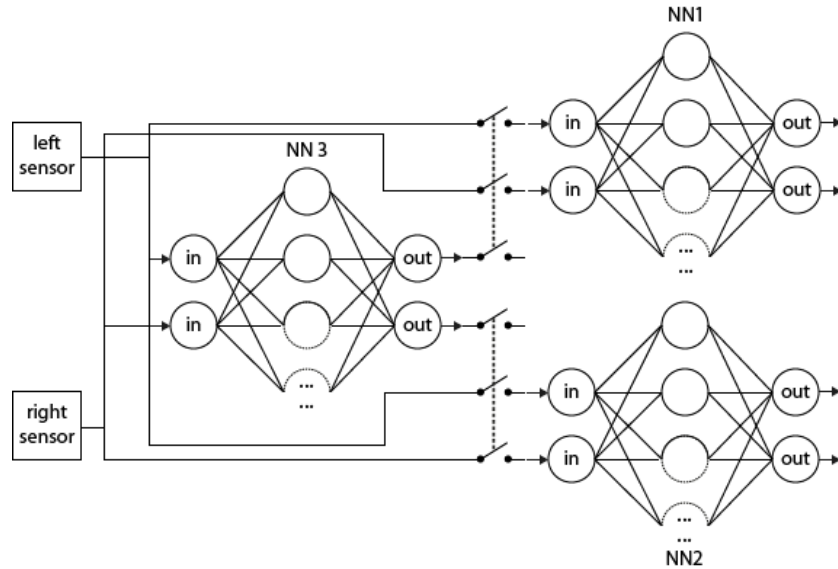 NN1
in
out
left
sensor
NN 3
in
out
...
...
in
out
in
out
...
...
right
sensor
in
out
in
out
...
...
NN2